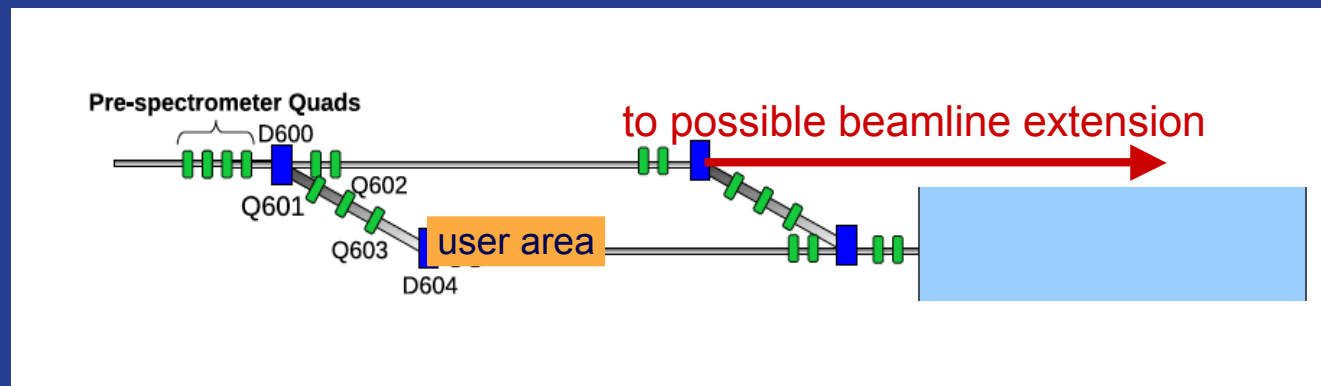 Pre-spectrometer Quads
D600
to possible beamline extension
Q602
Q601
Q603
user area
D604